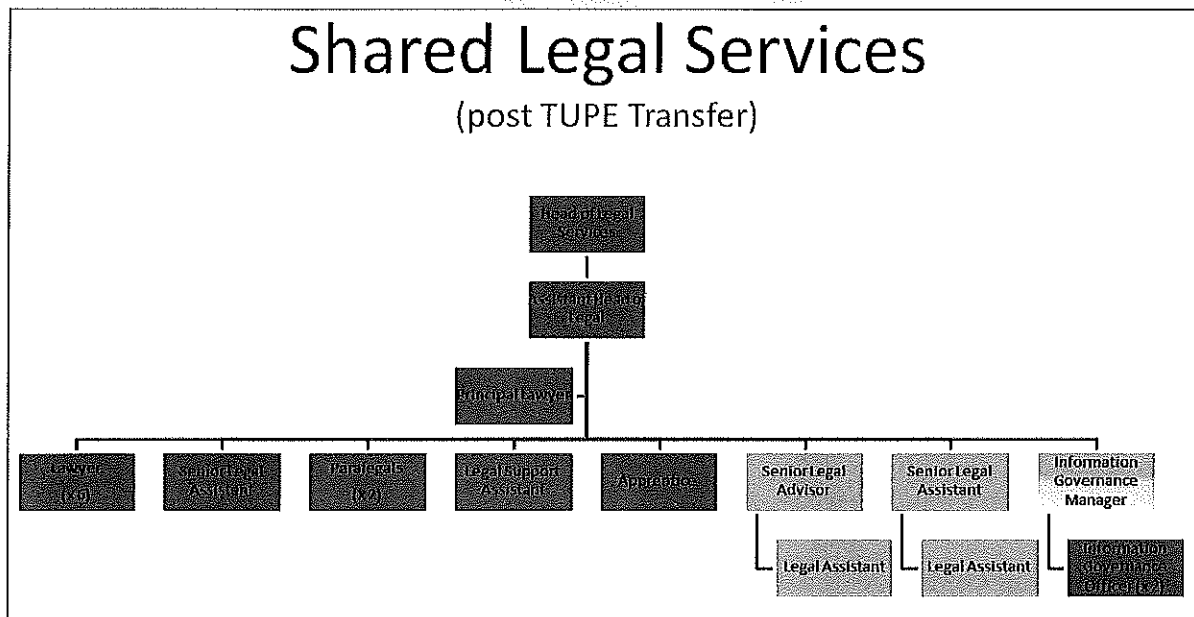 Shared Legal Services
(post TUPE Transfer)
Head of Legal
Services
Assistant Head of
Legal
Principal Lawyer
Lawyer
(x6)
Senior Legal
Assistant
Paralegals
(x2)
Legal Support
Assistant
Apprentice
Senior Legal
Advisor
Senior Legal
Assistant
Information
Governance
Manager
Legal Assistant
Legal Assistant
Information
Governance
Officer (x2)